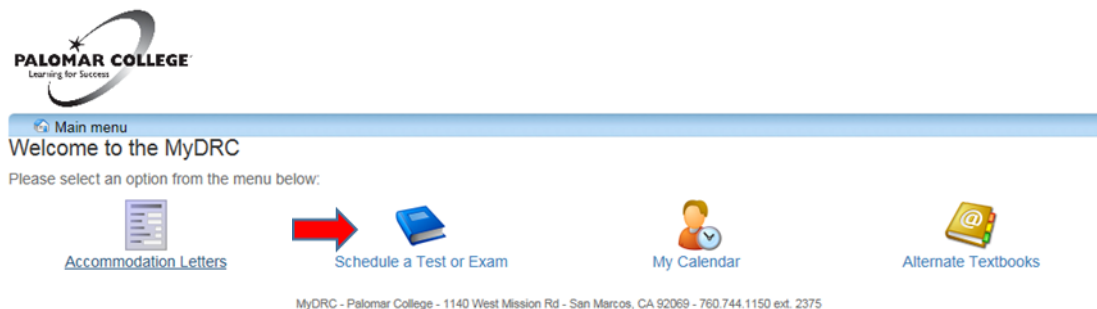 PALOMAR COLLEGE
Learning for Success
Main menu
Welcome to the MyDRC
Please select an option from the menu below:
Accommodation Letters
Schedule a Test or Exam
My Calendar
Alternate Textbooks
MyDRC - Palomar College - 1140 West Mission Rd - San Marcos, CA 92069 - 760.744.1150 ext. 2375